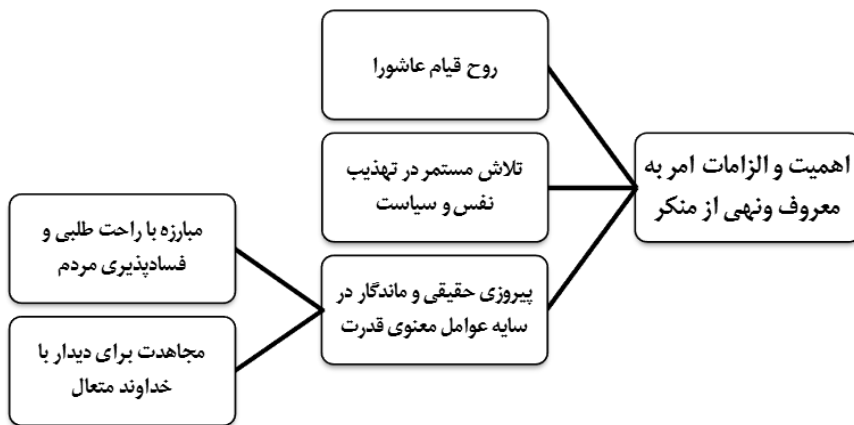 اهمیت و الزامات امر به
معروف ونهی از منکر
روح قیام عاشورا
تلاش مستمر در تهذیب
نفس و سیاست
پیروزی حقیقی و ماندگار در
سایه عوامل معنوی قدرت
مبارزه با راحت طلبی و
فسادپذیری مردم
مجاهدت برای دیدار با
خداوند متعال